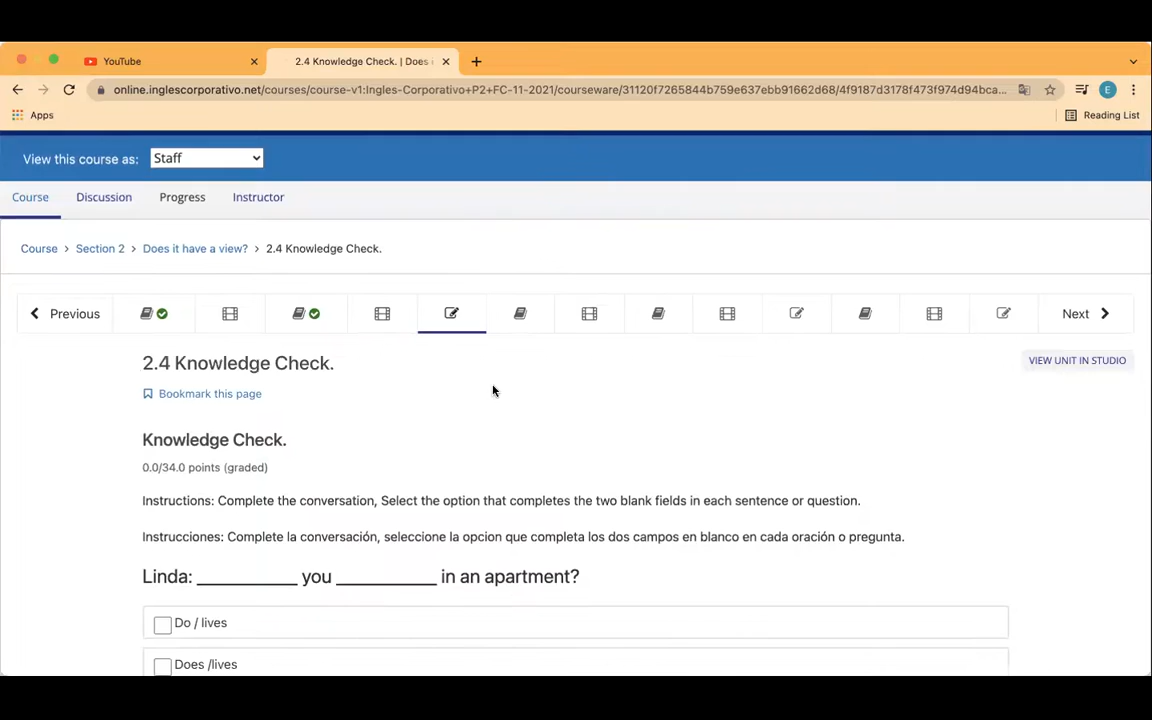 YouTube
2.4 Knowledge Check. | Does
online.inglescorporativo.net/courses/course-v1:Ingles-Corporativo+P2+FC-11-2021/courseware/31120f7265844b759e637ebb91662d68/4f9187d3178f473f974d94bca...
E
Apps
Reading List
View this course as: Staff
Course Discussion Progress Instructor
Course > Section 2 > Does it have a view? > 2.4 Knowledge Check.
Previous
Next
2.4 Knowledge Check.
VIEW UNIT IN STUDIO
Bookmark this page
Knowledge Check.
0.0/34.0 points (graded)
Instructions: Complete the conversation, Select the option that completes the two blank fields in each sentence or question.
Instrucciones: Complete la conversación, seleccione la opcion que completa los dos campos en blanco en cada oración o pregunta.
Linda: __________ you __________ in an apartment?
Do / lives
Does /lives